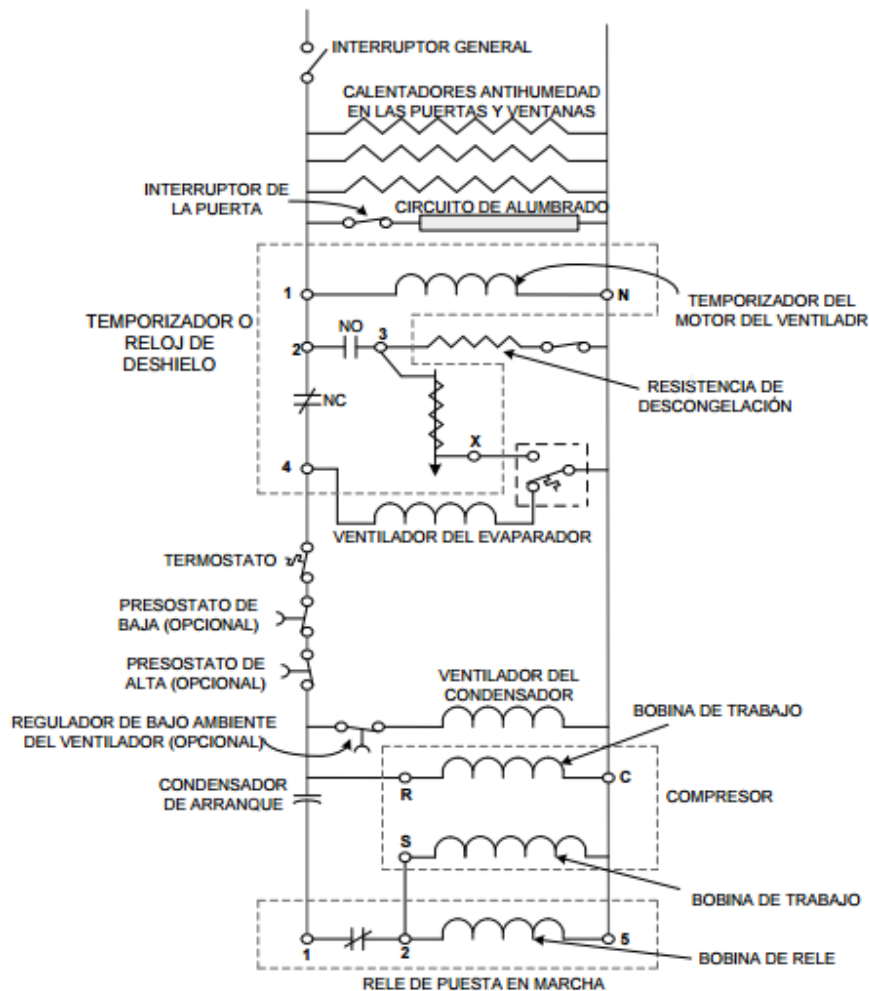 INTERRUPTOR GENERAL
CALENTADORES ANTIHUMEDAD
EN LAS PUERTAS Y VENTANAS
INTERRUPTOR DE
LA PUERTA
CIRCUITO DE ALUMBRADO
1
N
TEMPORIZADOR DEL
MOTOR DEL VENTILADR
TEMPORIZADOR O
RELOJ DE
DESHIELO
NO
2
3
RESISTENCIA DE
DESCONGELACIÓN
NC
X
4
VENTILADOR DEL EVAPARADOR
TERMOSTATO
PRESOSTATO DE
BAJA (OPCIONAL)
PRESOSTATO DE
ALTA (OPCIONAL)
VENTILADOR DEL
CONDENSADOR
REGULADOR DE BAJO AMBIENTE
DEL VENTILADOR (OPCIONAL)
BOBINA DE TRABAJO
R
C
CONDENSADOR
DE ARRANQUE
COMPRESOR
S
BOBINA DE TRABAJO
1
2
5
BOBINA DE RELE
RELE DE PUESTA EN MARCHA